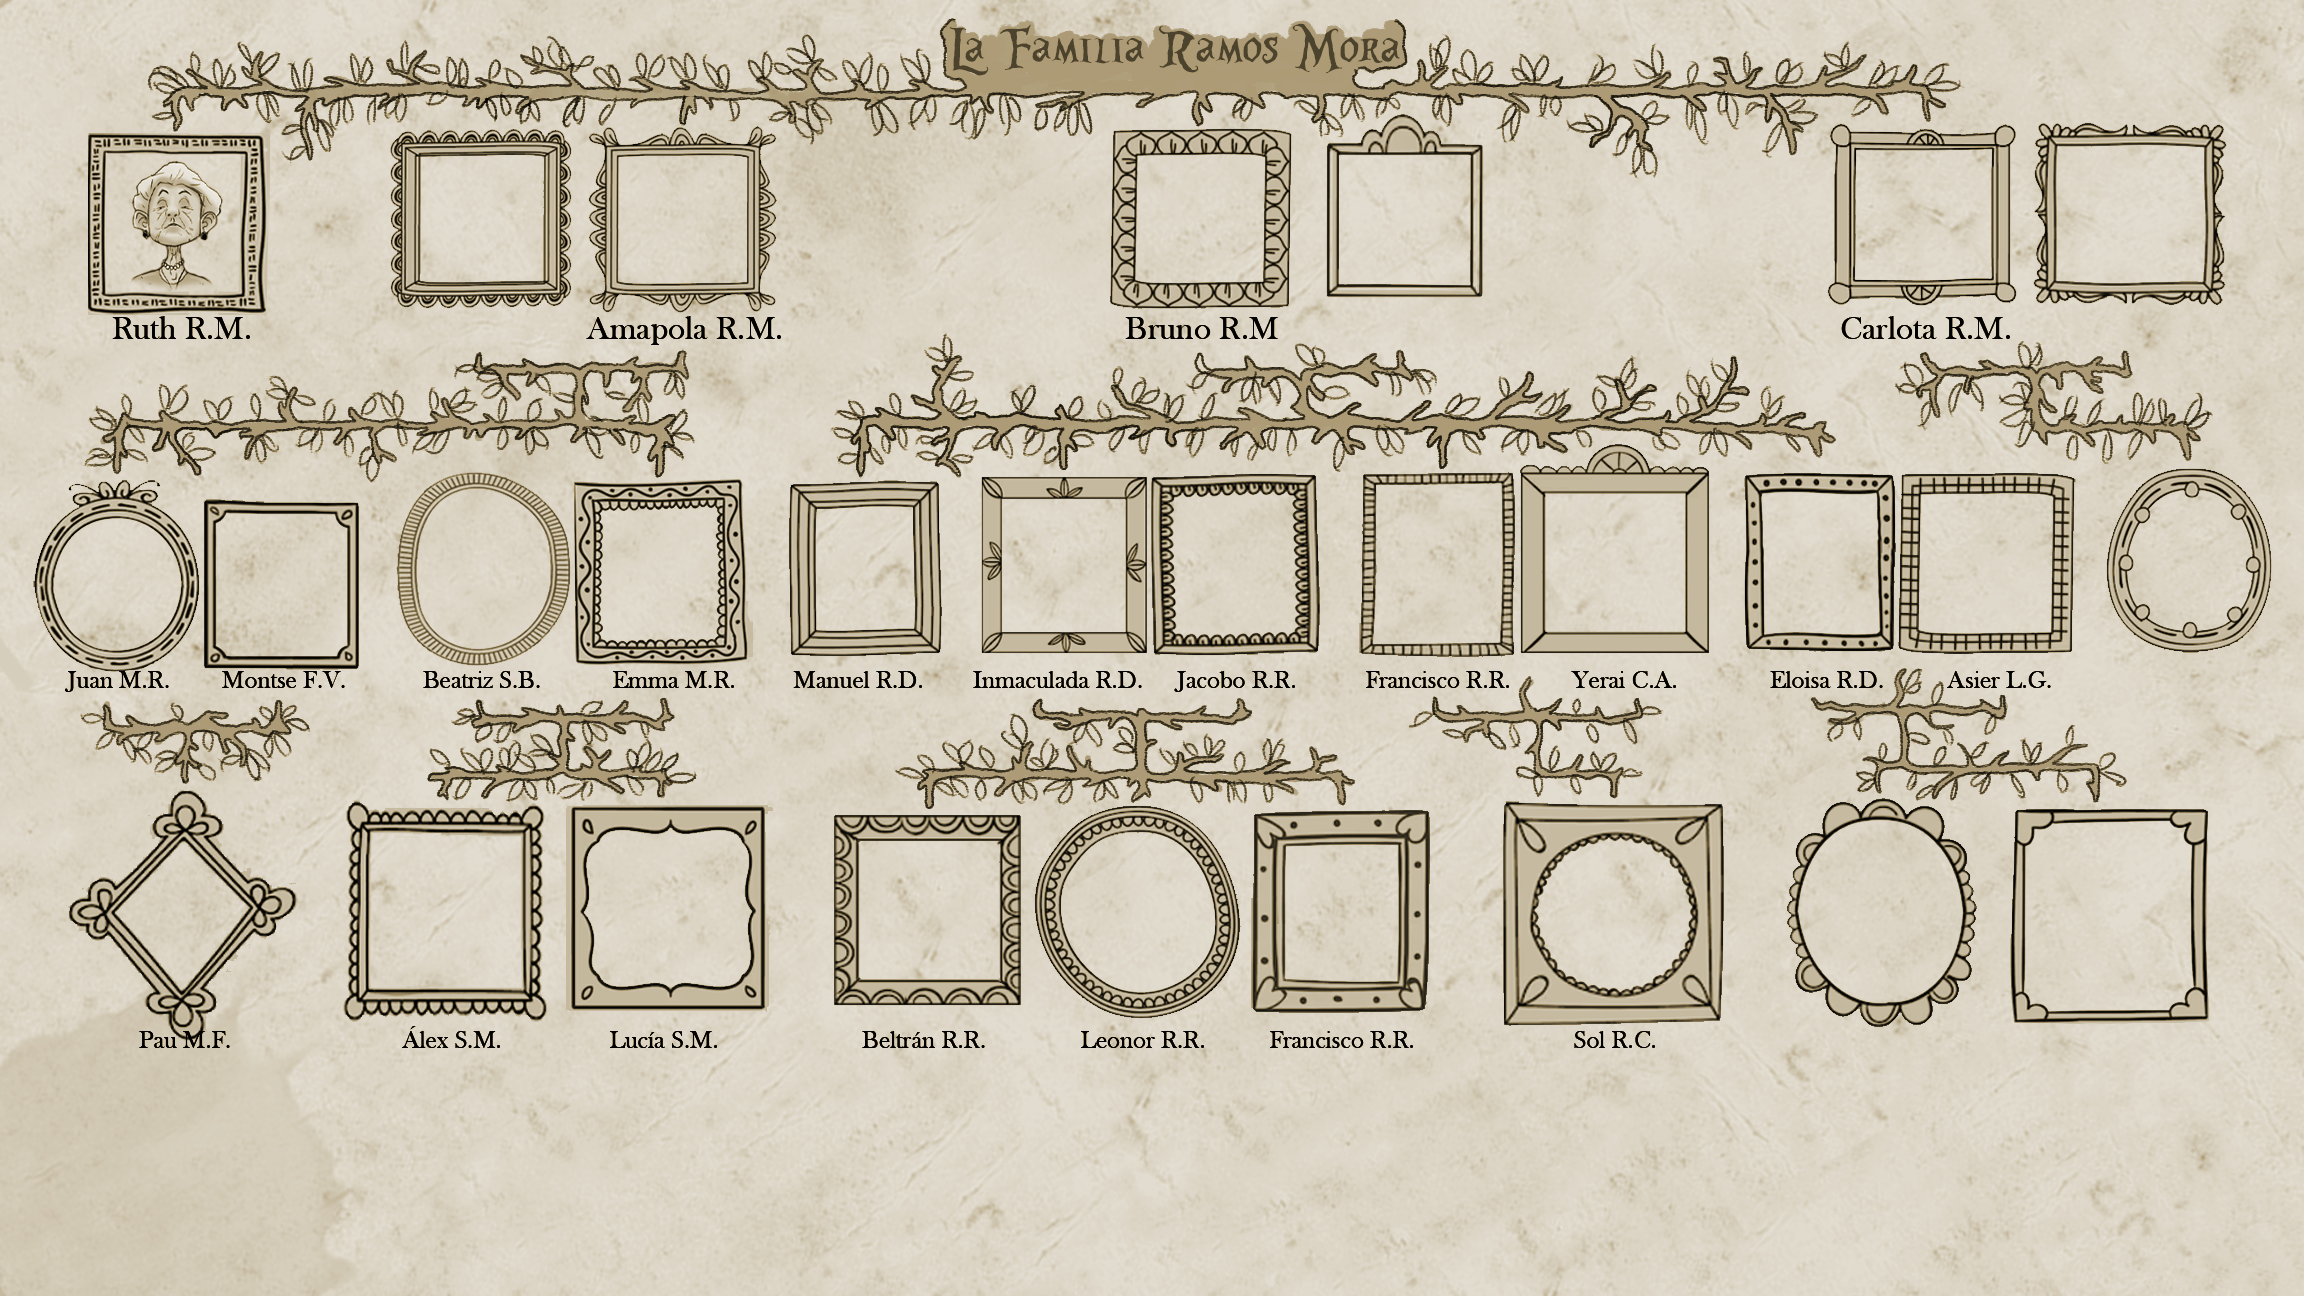 La Familia Ramos Mora
Ruth R.M.
Amapola R.M.
Bruno R.M
Carlota R.M.
Juan M.R.
Montse F.V.
Beatriz S.B.
Emma M.R.
Manuel R.D.
Inmaculada R.D.
Jacobo R.R.
Francisco R.R.
Yerai C.A.
Eloisa R.D.
Asier L.G.
Pau M.F.
Álex S.M.
Lucía S.M.
Beltrán R.R.
Leonor R.R.
Francisco R.R.
Sol R.C.